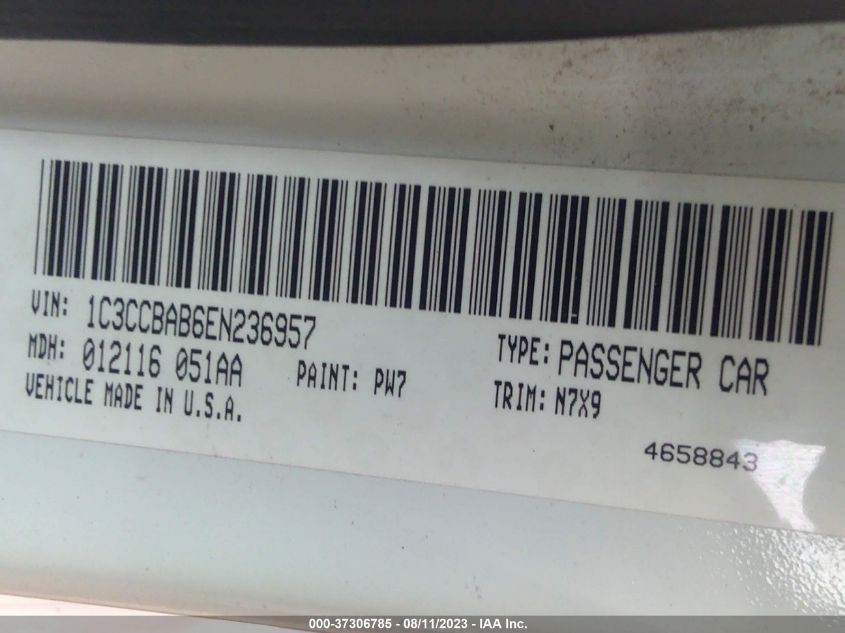 VIN: 1C3CCBAB6EN236957
MDH: 012116 051AA
VEHICLE MADE IN U.S.A.
PAINT: PW7
TYPE: PASSENGER CAR
TRIM: N7X9
4658843
000-37306785 - 08/11/2023 - IAA Inc.